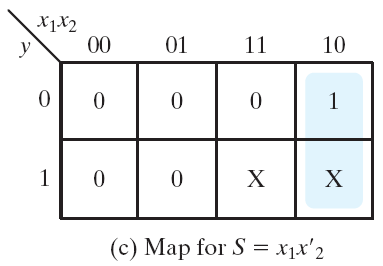 x₁x₂
y 00 01 11 10
0 0 0 0 1
1 0 0 X X
(c) Map for S = x₁x′₂